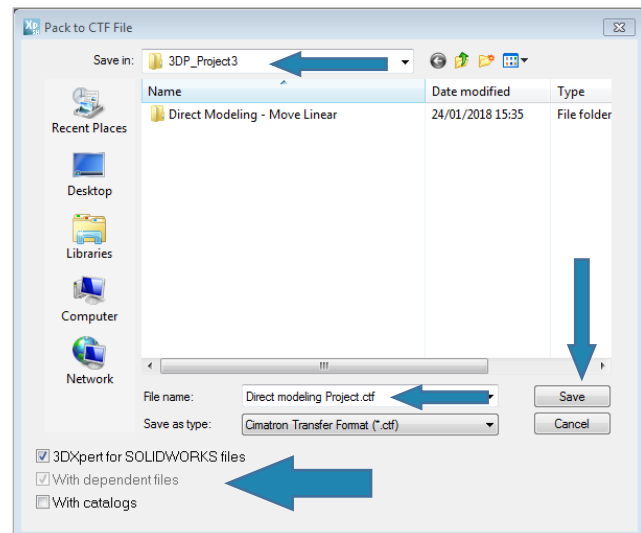 Xp SH Pack to CTF File
Save in: 3DP_Project3
Name Date modified Type
Direct Modeling - Move Linear 24/01/2018 15:35 File folder
Recent Places
Desktop
Libraries
Computer
Network
File name: Direct modeling Project.ctf Save
Save as type: Cimatron Transfer Format (*.ctf) Cancel
3DXpert for SOLIDWORKS files
With dependent files
With catalogs